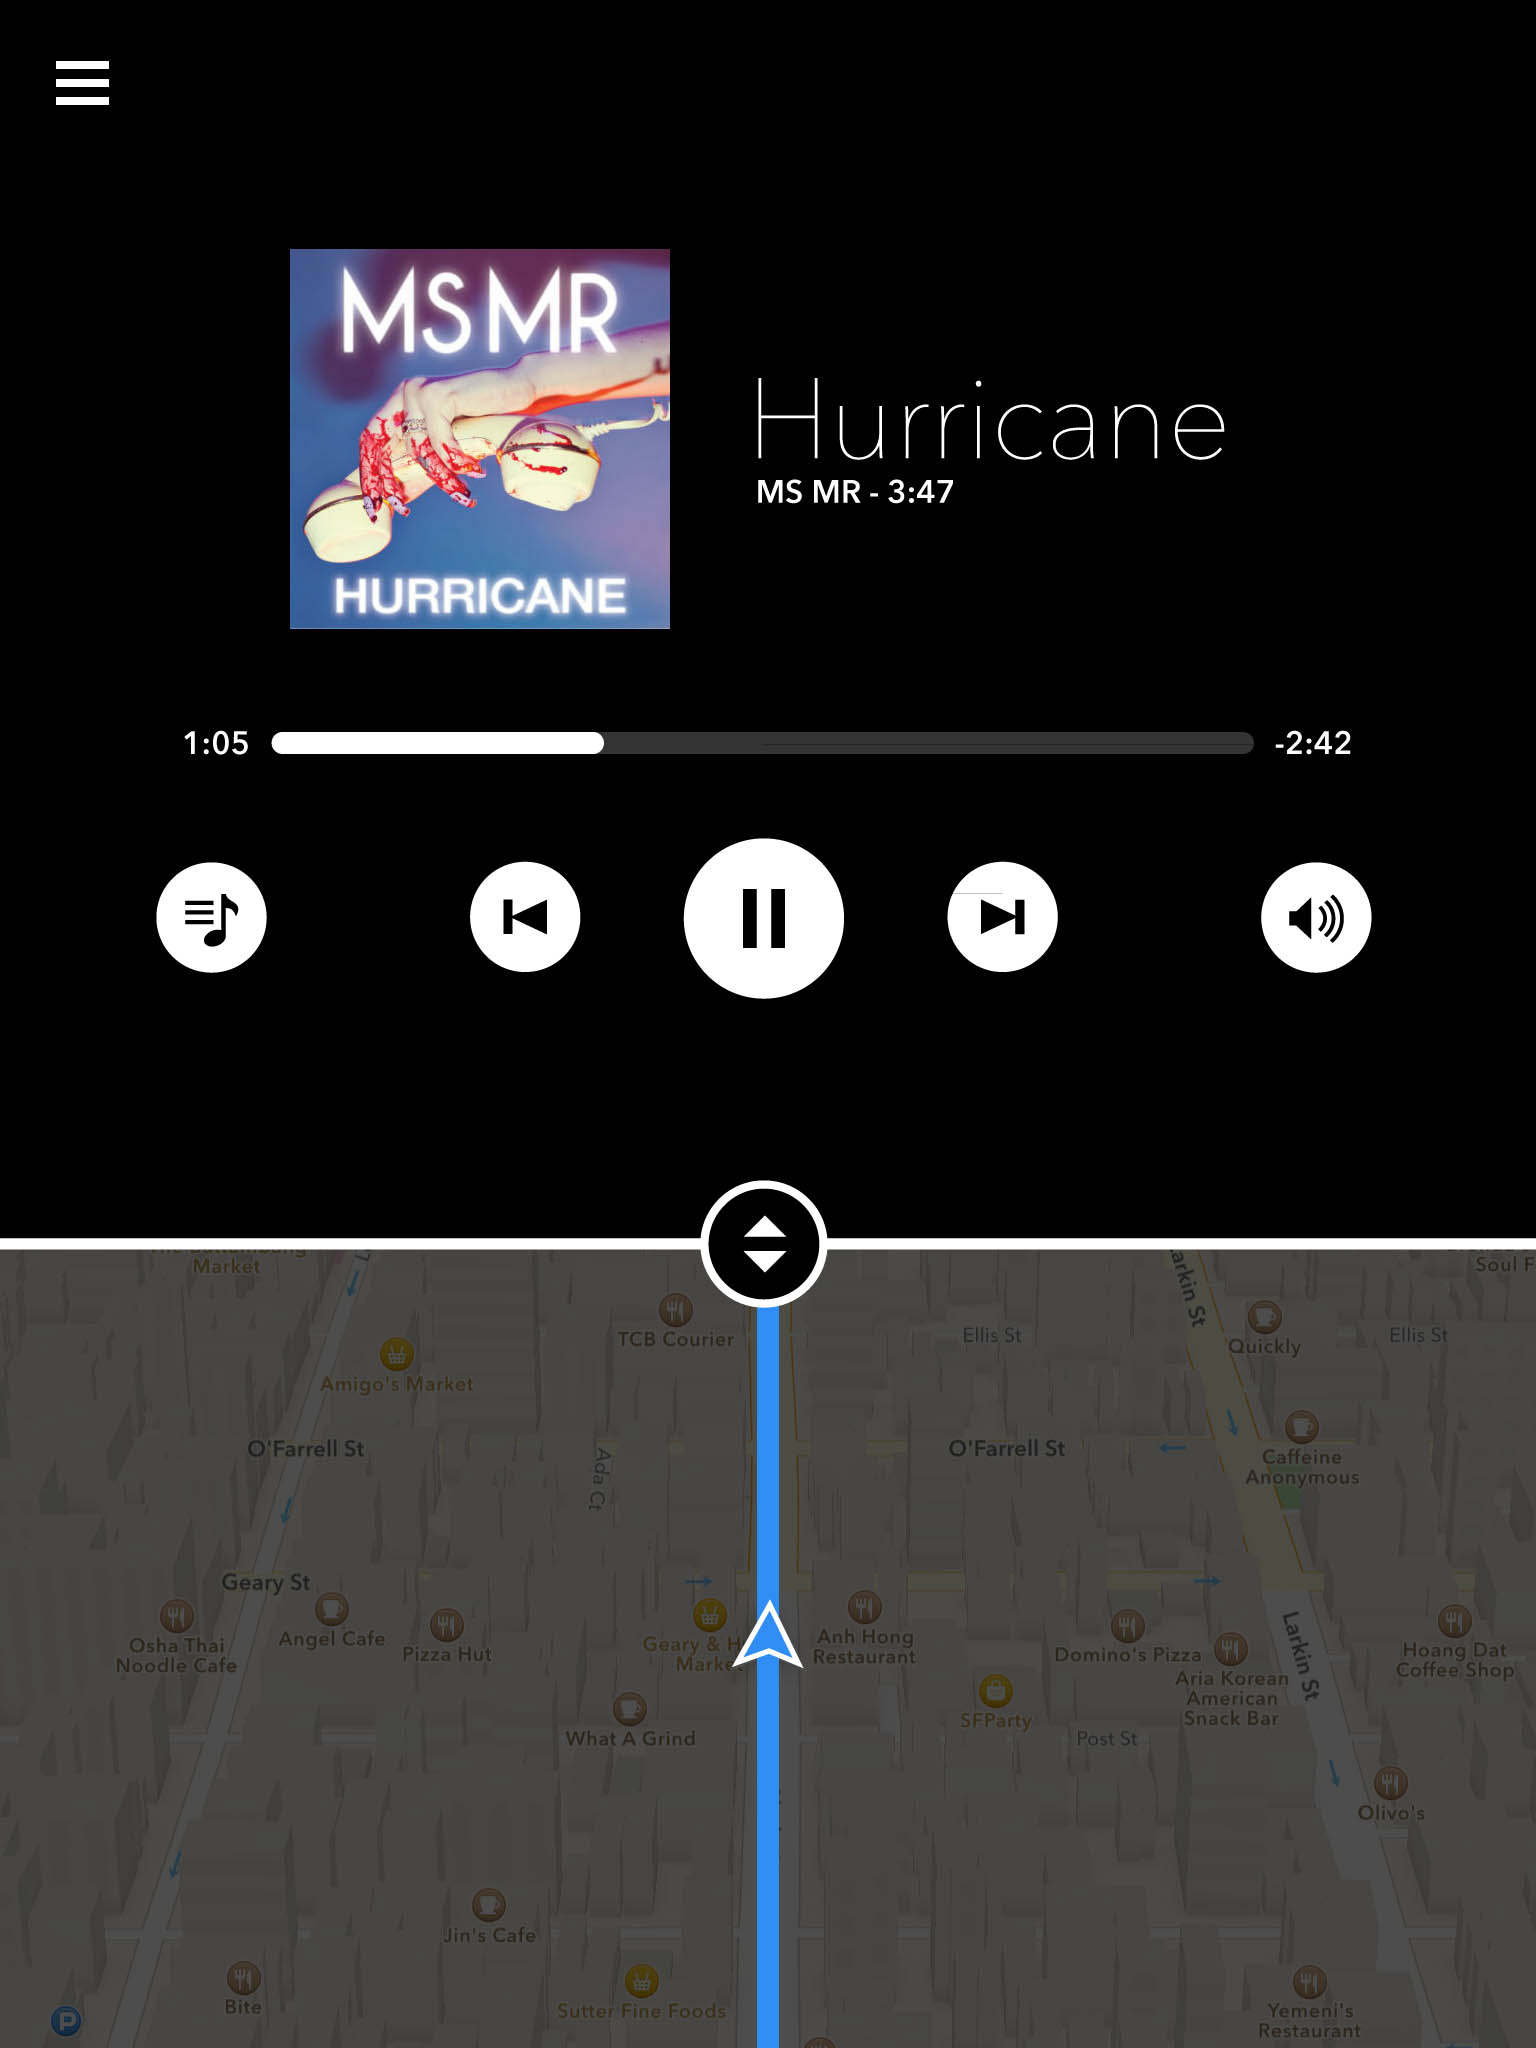 MS MR
HURRICANE
Hurricane
MS MR - 3:47
1:05
-2:42
Market
Soul F
Larkin St
TCB Courier
Ellis St
Quickly
Ellis St
Amigo's Market
O'Farrell St
Ada Ct
O'Farrell St
Caffeine
Anonymous
Geary St
Osha Thai
Noodle Cafe
Angel Cafe
Pizza Hut
Geary & H
Market
Anh Hong
Restaurant
Domino's Pizza
Larkin St
Hoang Dat
Coffee Shop
Aria Korean
American
Snack Bar
SFParty
What A Grind
Post St
Olivo's
Jin's Cafe
Bite
P
Sutter Fine Foods
Yemeni's
Restaurant